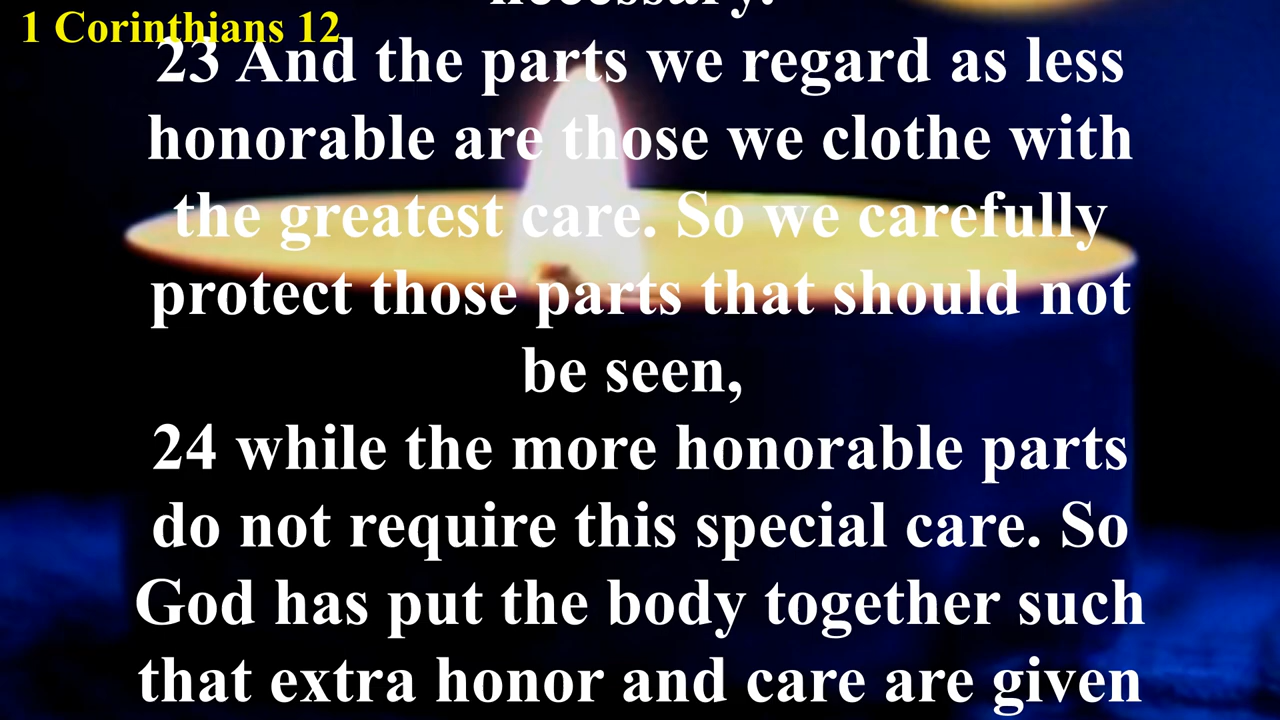 necessary.
1 Corinthians 12
23 And the parts we regard as less
honorable are those we clothe with
the greatest care. So we carefully
protect those parts that should not
be seen,
24 while the more honorable parts
do not require this special care. So
God has put the body together such
that extra honor and care are given